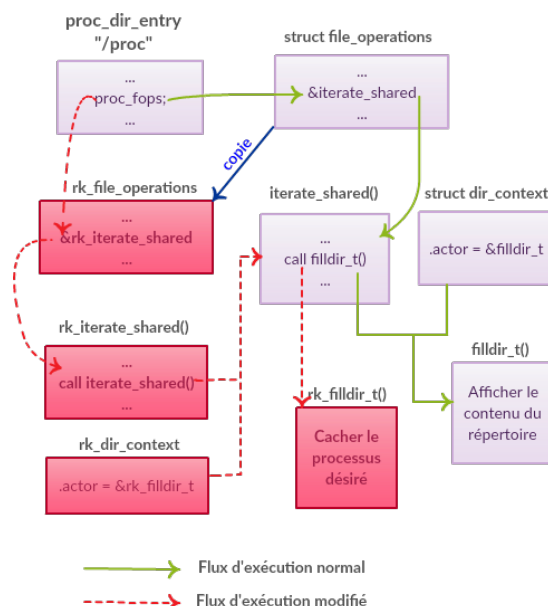 proc_dir_entry
"/proc"
...
proc_fops;
...
struct file_operations
...
&iterate_shared
...
copie
rk_file_operations
...
&rk_iterate_shared
...
iterate_shared()
...
call filldir_t()
...
struct dir_context
.actor = &filldir_t
rk_iterate_shared()
...
call iterate_shared()
...
filldir_t()
Afficher le
contenu du
répertoire
rk_filldir_t()
Cacher le
processus
désiré
rk_dir_context
.actor = &rk_filldir_t
Flux d'exécution normal
Flux d'exécution modifié